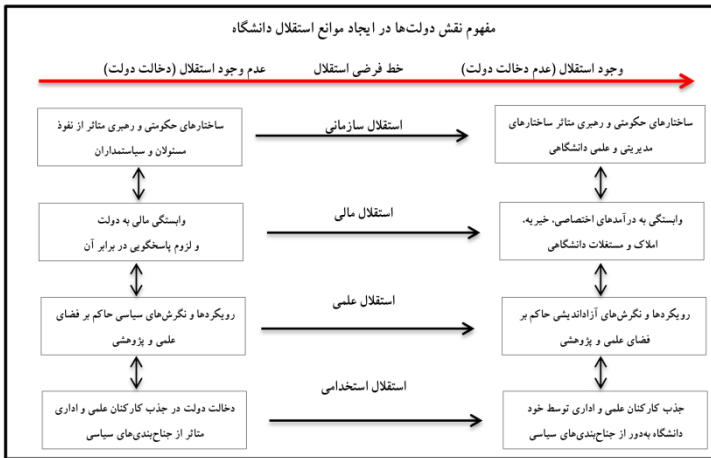 مفهوم نقش دولت‌ها در ایجاد موانع استقلال دانشگاه
وجود استقلال (عدم دخالت دولت)
خط فرضی استقلال
عدم وجود استقلال (دخالت دولت)
ساختارهای حکومتی و رهبری متاثر ساختارهای
مدیریتی و علمی دانشگاهی
استقلال سازمانی
ساختارهای حکومتی و رهبری متاثر از نفوذ
مسئولان و سیاستمداران
وابستگی به درآمدهای اختصاصی، خیریه،
املاک و مستغلات دانشگاهی
استقلال مالی
وابستگی مالی به دولت
و لزوم پاسخگویی در برابر آن
رویکردها و نگرش‌های آزاداندیشی حاکم بر
فضای علمی و پژوهشی
استقلال علمی
رویکردها و نگرش‌های سیاسی حاکم بر فضای
علمی و پژوهشی
جذب کارکنان علمی و اداری توسط خود
دانشگاه به‌دور از جناح‌بندی‌های سیاسی
استقلال استخدامی
دخالت دولت در جذب کارکنان علمی و اداری
متاثر از جناح‌بندی‌های سیاسی